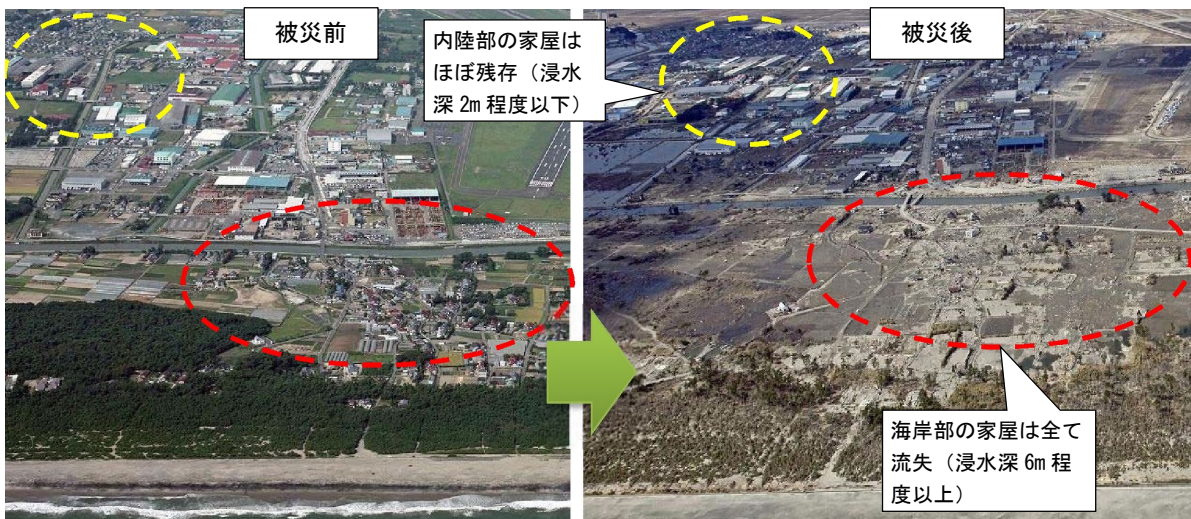 被災前
内陸部の家屋は
ほぼ残存（浸水
深 2m 程度以下）
被災後
海岸部の家屋は全て
流失（浸水深 6m 程
度以上）